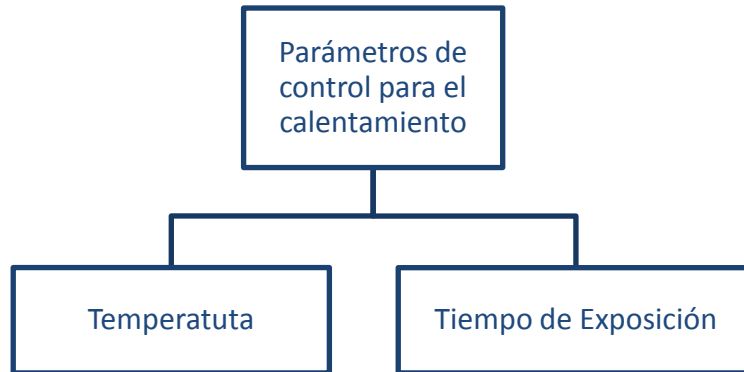 Parámetros de
control para el
calentamiento
Temperatuta
Tiempo de Exposición